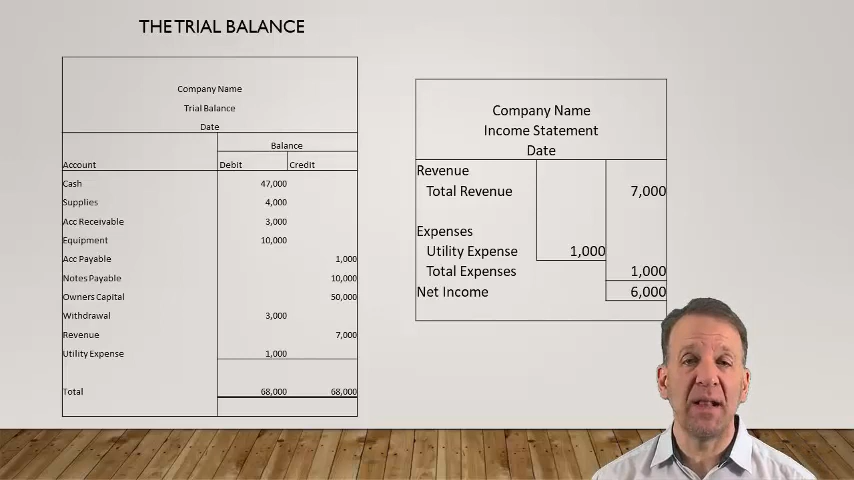 THE TRIAL BALANCE
Company Name
Trial Balance
Date
Balance
Account Debit Credit
Cash 47,000
Supplies 4,000
Acc Receivable 3,000
Equipment 10,000
Acc Payable 1,000
Notes Payable 10,000
Owners Capital 50,000
Withdrawal 3,000
Revenue 7,000
Utility Expense 1,000
Total 68,000 68,000
Company Name
Income Statement
Date
Revenue
Total Revenue 7,000
Expenses
Utility Expense 1,000
Total Expenses 1,000
Net Income 6,000